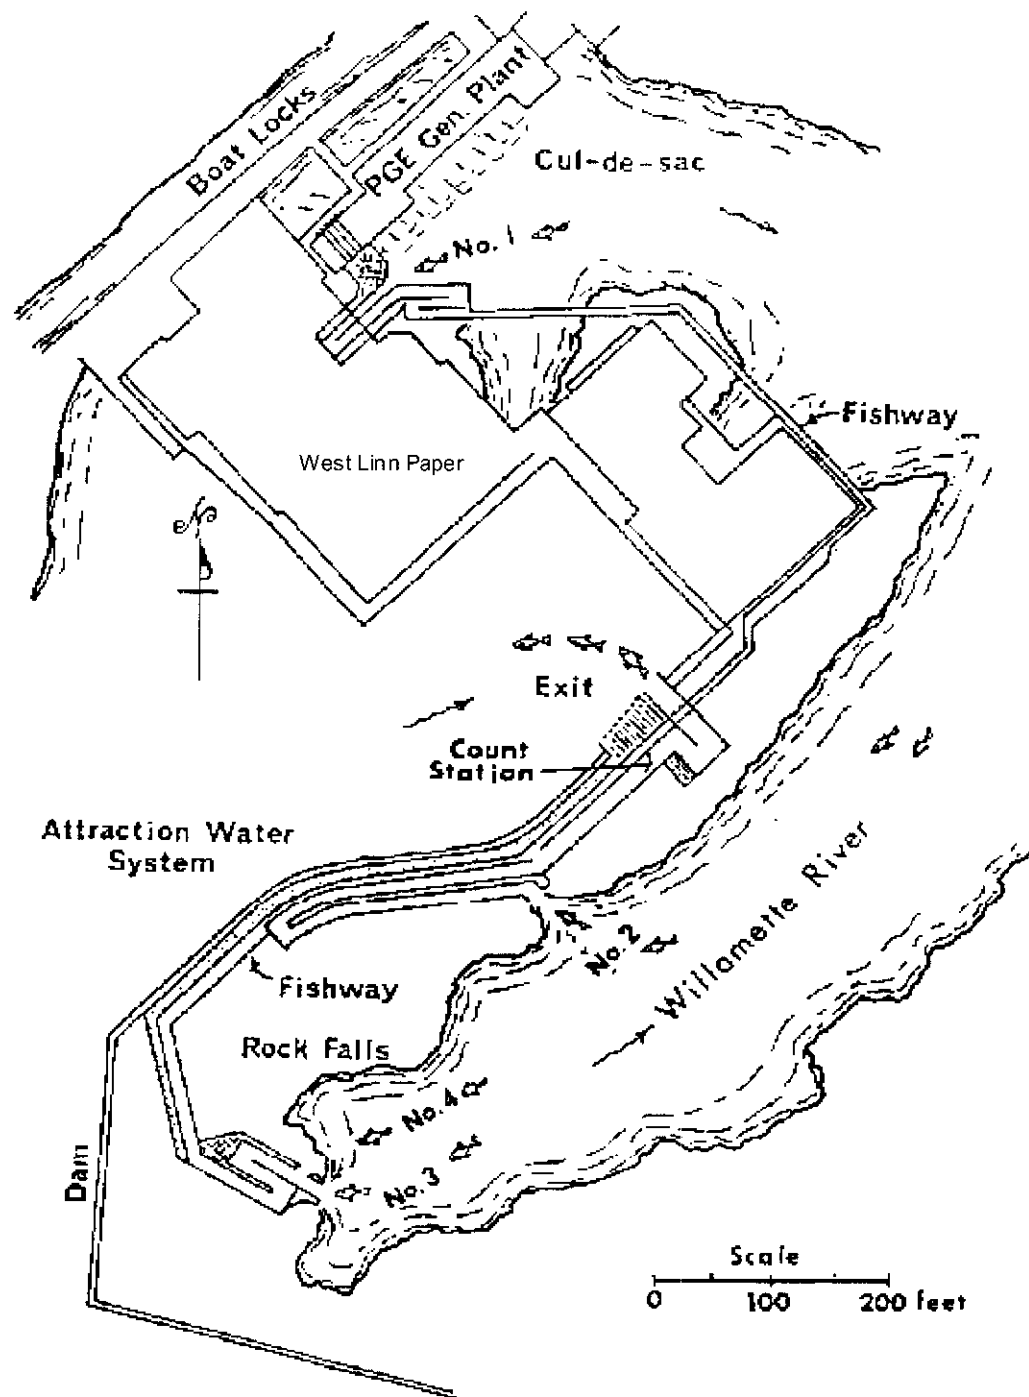 Boat Locks
PGE Gen. Plant
Cul-de-sac
No. 1
Fishway
West Linn Paper
N
Exit
Count
Station
Attraction Water
System
Willamette River
No. 2
Fishway
Rock Falls
No. 4
No. 3
Dam
Scale
0 100 200 feet